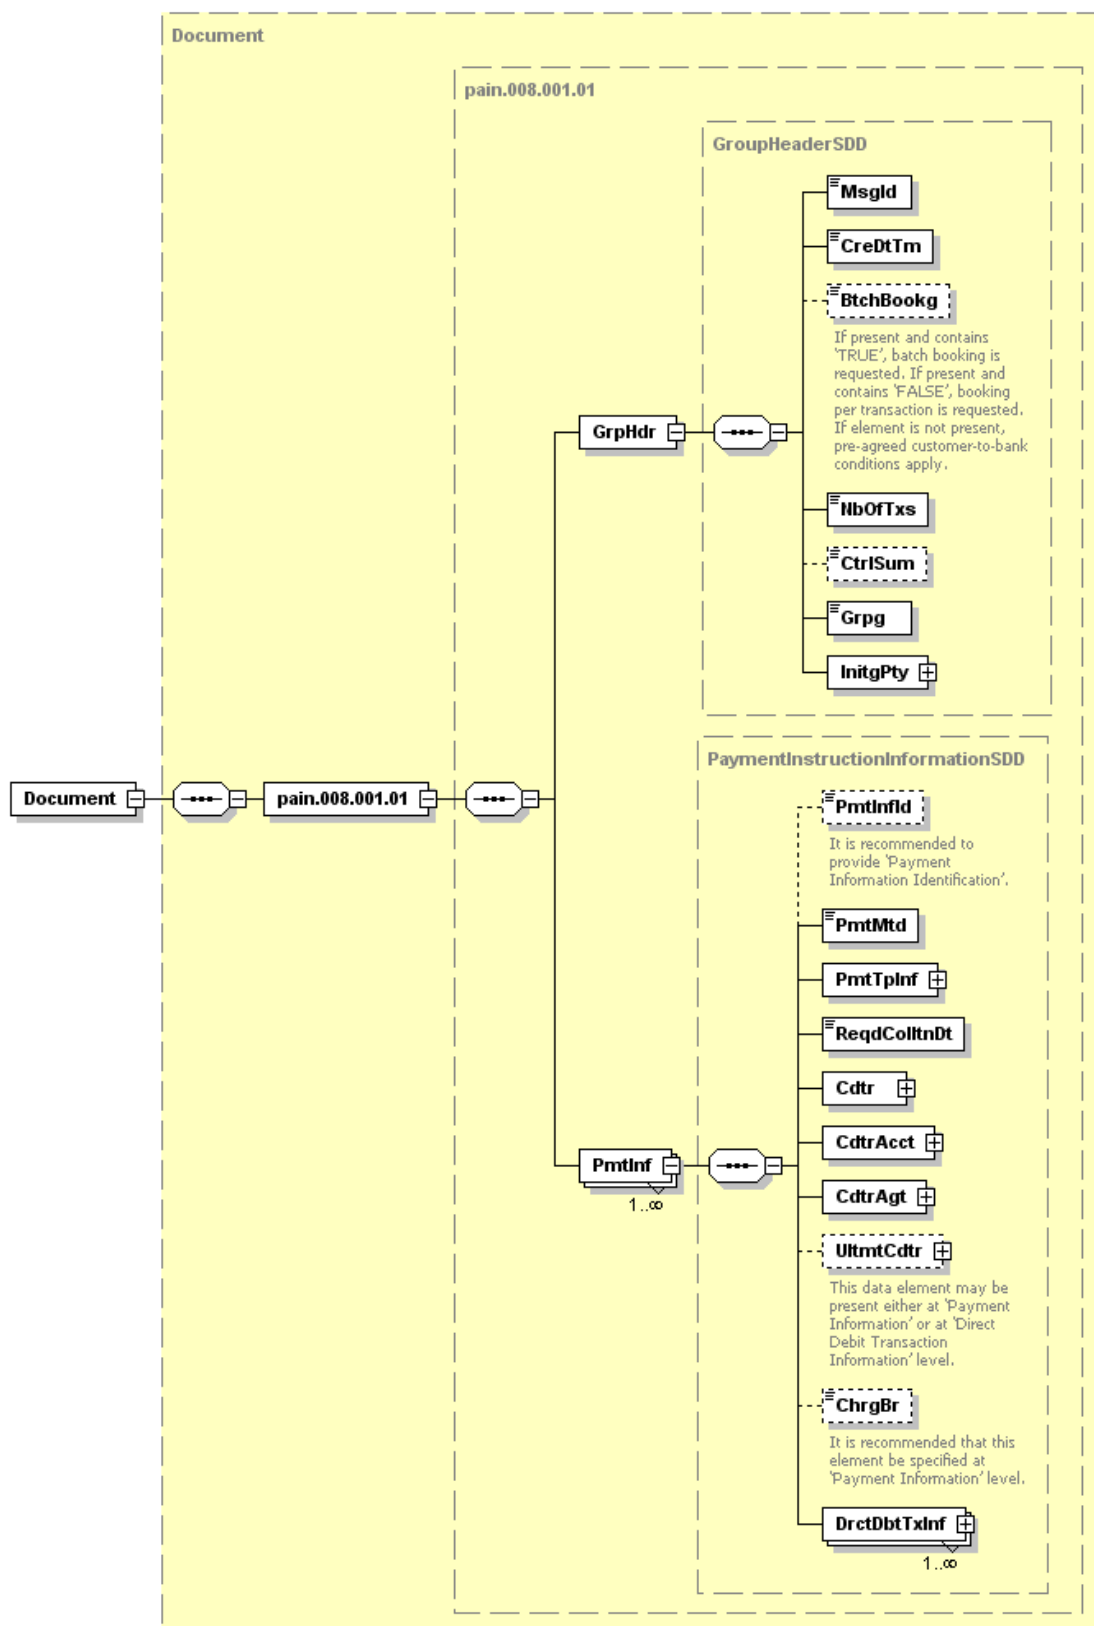 Document
pain.008.001.01
GroupHeaderSDD
MsgId
CreDtTm
BtchBookg
If present and contains
'TRUE', batch booking is
requested. If present and
contains 'FALSE', booking
per transaction is requested.
If element is not present,
pre-agreed customer-to-bank
conditions apply.
GrpHdr
NbOfTxs
CtrlSum
Grpg
InitgPty
Document
pain.008.001.01
PaymentInstructionInformationSDD
PmtInfId
It is recommended to
provide 'Payment
Information Identification'.
PmtMtd
PmtTpInf
ReqdColltnDt
Cdtr
CdtrAcct
PmtInf
1..∞
CdtrAgt
UltmtCdtr
This data element may be
present either at 'Payment
Information' or at 'Direct
Debit Transaction
Information' level.
ChrgBr
It is recommended that this
element be specified at
'Payment Information' level.
DrctDbtTxInf
1..∞